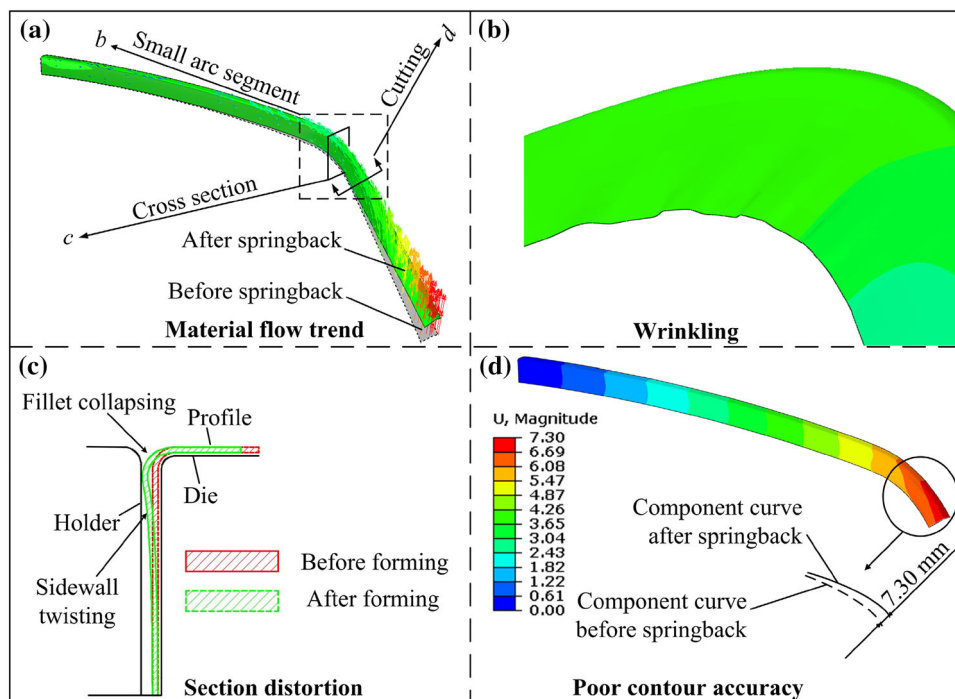 (a)
b
Small arc segment
d
Cutting
Cross section
c
After springback
Before springback
Material flow trend
(b)
Wrinkling
(c)
Fillet collapsing
Profile
Die
Holder
Sidewall
twisting
Before forming
After forming
Section distortion
(d)
U, Magnitude
7.30
6.69
6.08
5.47
4.87
4.26
3.65
3.04
2.43
1.82
1.22
0.61
0.00
Component curve
after springback
Component curve
before springback
7.30 mm
Poor contour accuracy